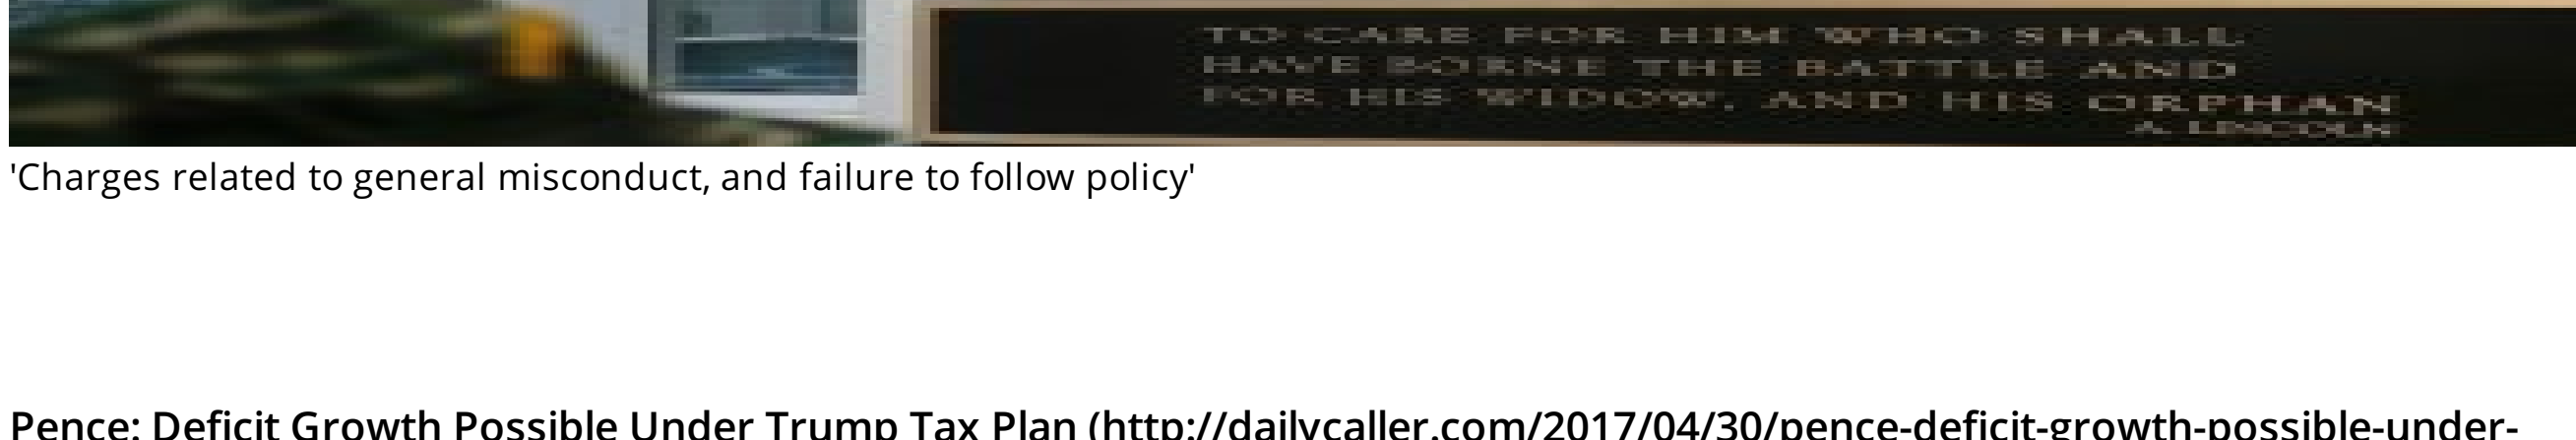 TO CARE FOR HIM WHO SHALL
HAVE BORNE THE BATTLE AND
FOR HIS WIDOW, AND HIS ORPHAN
A. LINCOLN
'Charges related to general misconduct, and failure to follow policy'
Pence: Deficit Growth Possible Under Trump Tax Plan (http://dailycaller.com/2017/04/30/pence-deficit-growth-possible-under-